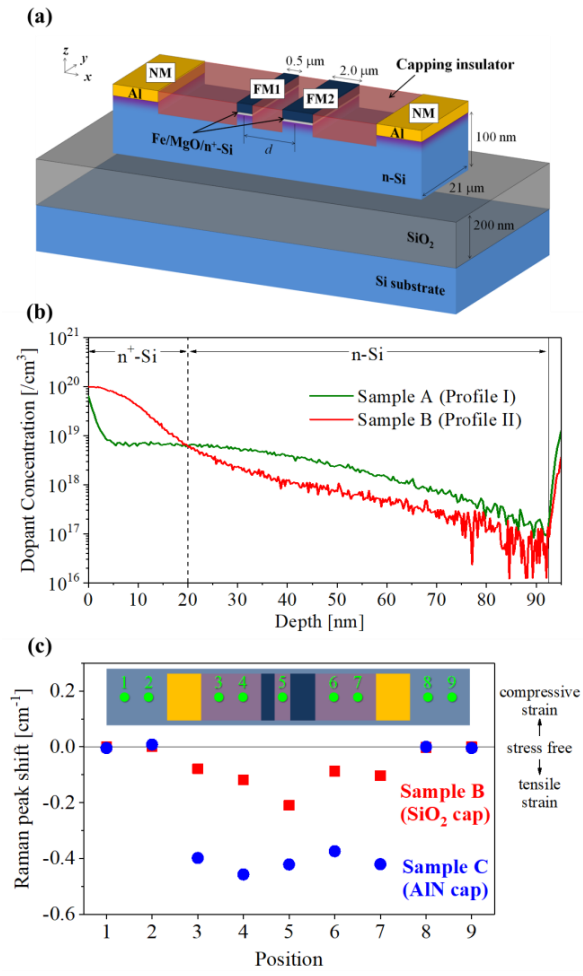 (a)
z
y
x
NM
0.5 μm
FM1
2.0 μm
FM2
Capping insulator
NM
Al
Al
Fe/MgO/n⁺-Si
d
n-Si
100 nm
21 μm
SiO₂
200 nm
Si substrate
(b)
Dopant Concentration [/cm³]
10²¹
10²⁰
10¹⁹
10¹⁸
10¹⁷
10¹⁶
n⁺-Si
n-Si
Sample A (Profile I)
Sample B (Profile II)
0 10 20 30 40 50 60 70 80 90
Depth [nm]
(c)
Raman peak shift [cm⁻¹]
0.2
0.0
-0.2
-0.4
-0.6
1 2 3 4 5 6 7 8 9
compressive
strain
stress free
tensile
strain
Sample B
(SiO₂ cap)
Sample C
(AlN cap)
1 2 3 4 5 6 7 8 9
Position